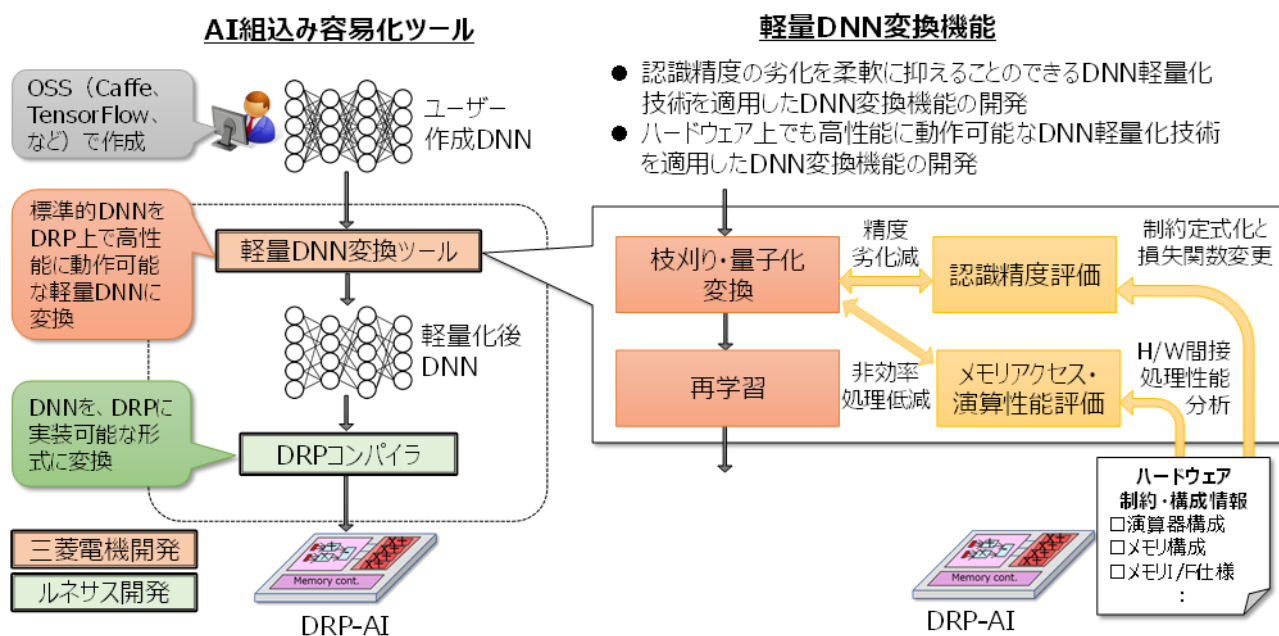 AI組込み容易化ツール
OSS（Caffe、
TensorFlow、
など）で作成
ユーザー
作成DNN
標準的DNNを
DRP上で高性
能に動作可能
な軽量DNNに
変換
軽量DNN変換ツール
軽量化後
DNN
DNNを、DRPに
実装可能な形
式に変換
DRPコンパイラ
三菱電機開発
ルネサス開発
Memory cont.
DRP-AI
軽量DNN変換機能
● 認識精度の劣化を柔軟に抑えることのできるDNN軽量化
技術を適用したDNN変換機能の開発
● ハードウェア上でも高性能に動作可能なDNN軽量化技術
を適用したDNN変換機能の開発
枝刈り・量子化
変換
精度
劣化減
認識精度評価
制約定式化と
損失関数変更
再学習
非効率
処理低減
メモリアクセス・
演算性能評価
H/W間接
処理性能
分析
ハードウェア
制約・構成情報
□演算器構成
□メモリ構成
□メモリI/F仕様
：
Memory cont.
DRP-AI